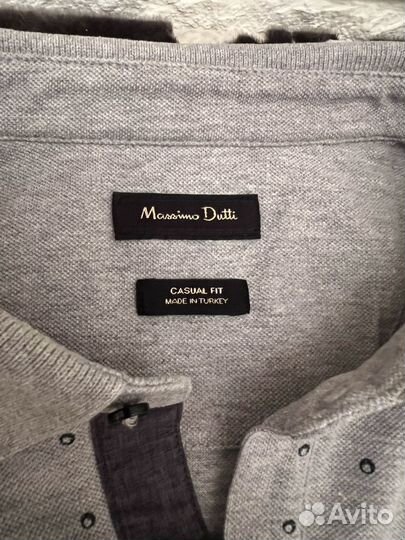 Massimo Dutti
CASUAL FIT
MADE IN TURKEY
Avito